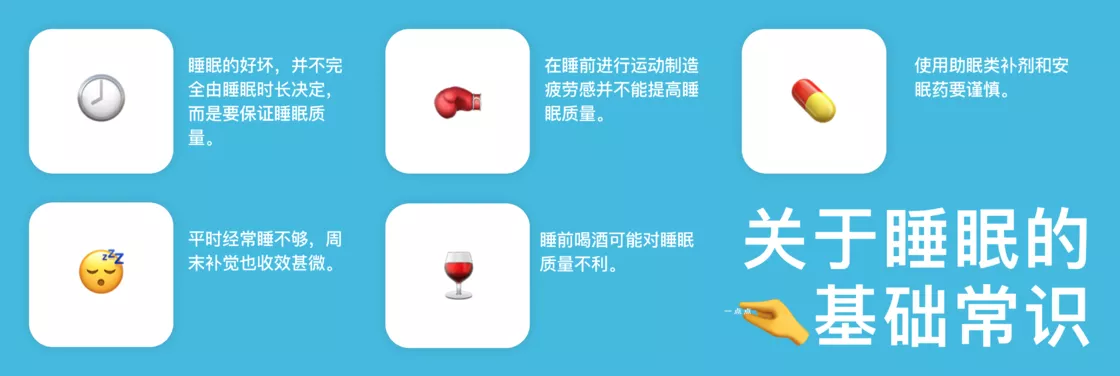 睡眠的好坏，并不完
全由睡眠时长决定，
而是要保证睡眠质
量。
在睡前进行运动制造
疲劳感并不能提高睡
眠质量。
使用助眠类补剂和安
眠药要谨慎。
平时经常睡不够，周
末补觉也收效甚微。
睡前喝酒可能对睡眠
质量不利。
关于睡眠的
一点点
基础常识